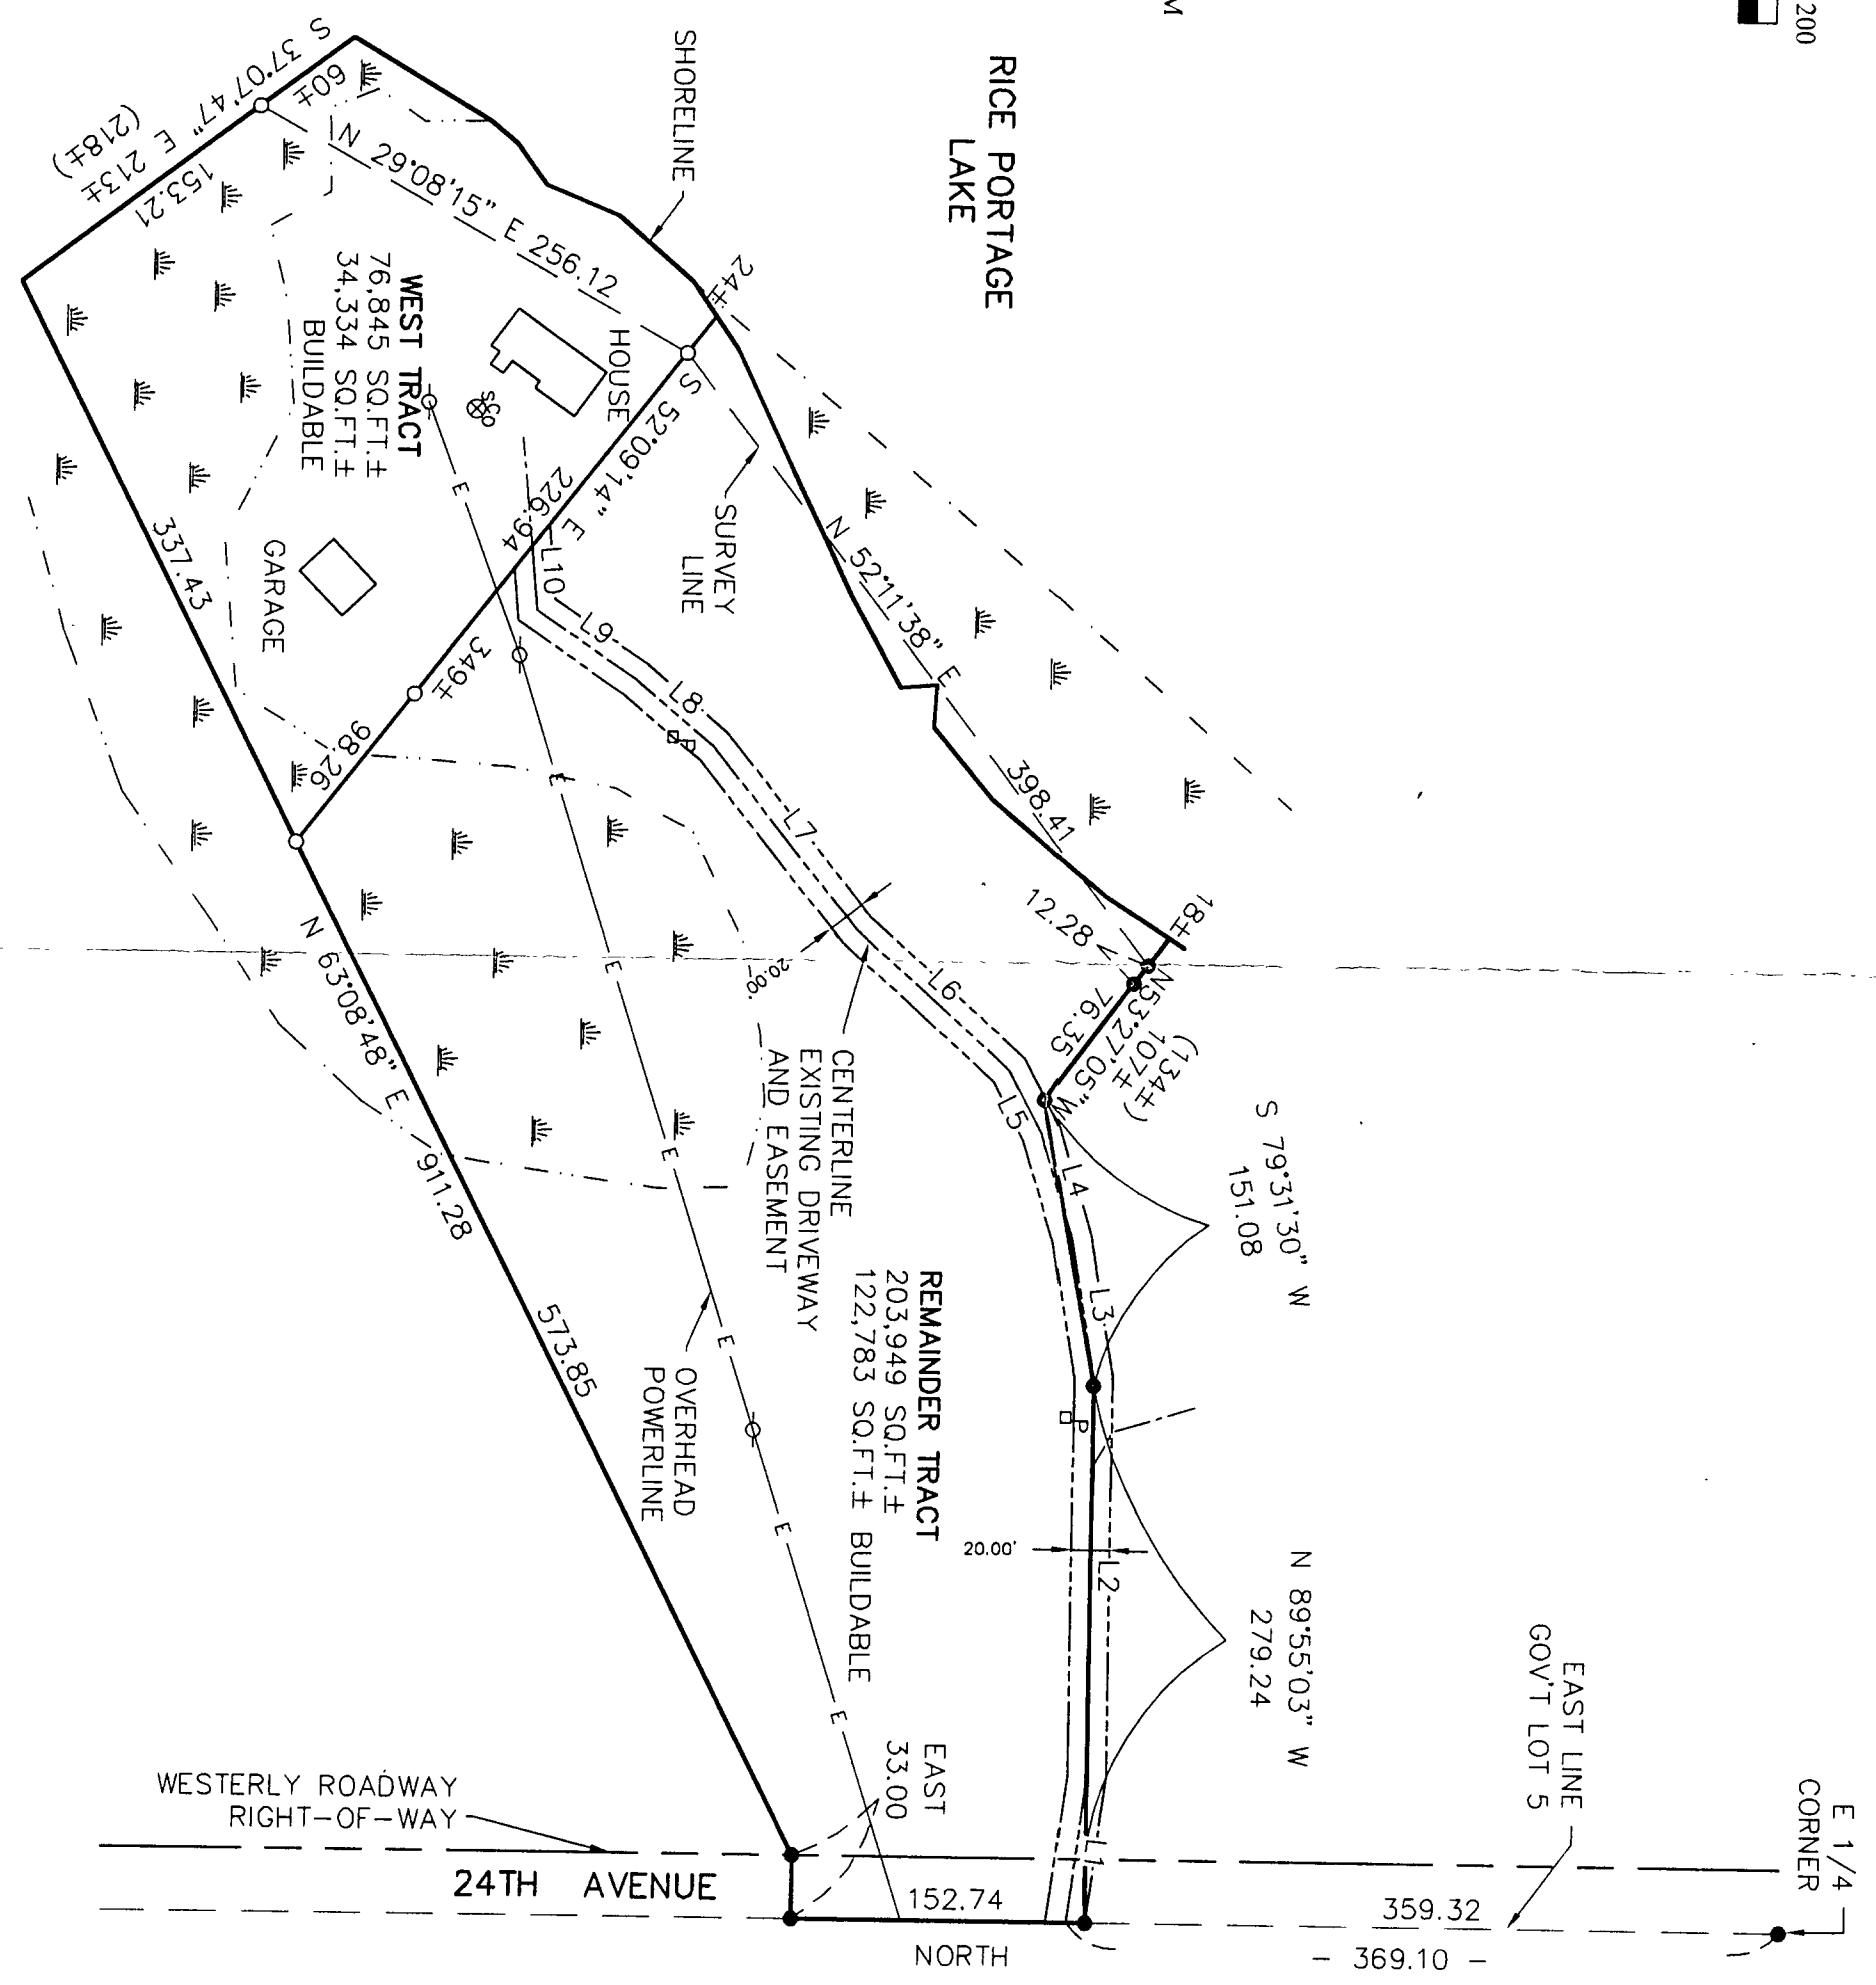 200
M
RICE PORTAGE
LAKE
SHORELINE
S 37°07'47" E 213±
(218±)
60±
153.21
N 29°08'15" E 256.12
24±
WEST TRACT
76,845 SQ.FT.±
34,334 SQ.FT.±
BUILDABLE
HOUSE
GARAGE
S 52°09'14" E
226.94
349±
98.26
337.43
SURVEY
LINE
N 52°11'38" E
398.41
12.28
18±
N53°27'05"W
107±
(134±)
76.35
S 79°31'30" W
151.08
N 89°55'03" W
279.24
L10
L9
L8
L7
L6
L5
L4
L3
L2
L1
P
P
E
E
E
E
E
E
E
20.00'
20.00'
CENTERLINE
EXISTING DRIVEWAY
AND EASEMENT
REMAINDER TRACT
203,949 SQ.FT.±
122,783 SQ.FT.± BUILDABLE
OVERHEAD
POWERLINE
N 63°08'48" E
911.28
573.85
EAST
33.00
EAST LINE
GOV'T LOT 5
E 1/4
CORNER
WESTERLY ROADWAY
RIGHT-OF-WAY
24TH AVENUE
152.74
NORTH
359.32
- 369.10 -